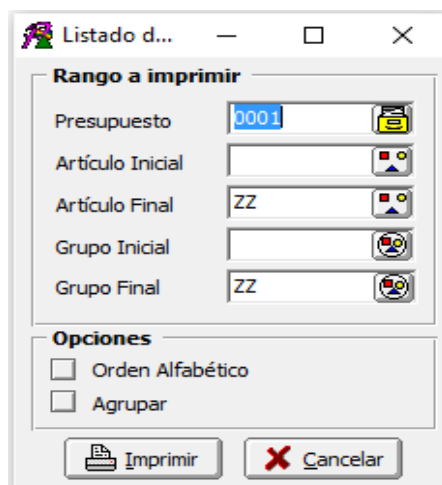 Listado d...
Rango a imprimir
Presupuesto 0001
Artículo Inicial
Artículo Final ZZ
Grupo Inicial
Grupo Final ZZ
Opciones
Orden Alfabético
Agrupar
Imprimir Cancelar